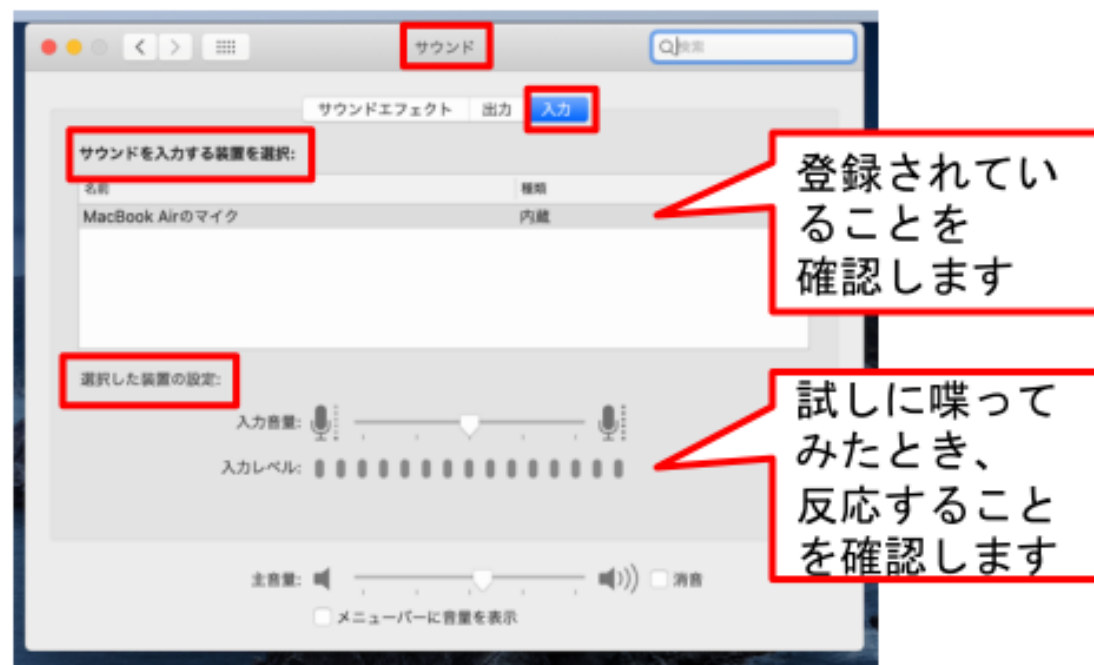 サウンド
検索
サウンドエフェクト 出力 入力
サウンドを入力する装置を選択:
名前 種類
MacBook Airのマイク 内蔵
登録されてい
ることを
確認します
選択した装置の設定:
入力音量:
入力レベル:
試しに喋って
みたとき、
反応すること
を確認します
主音量: 消音
メニューバーに音量を表示